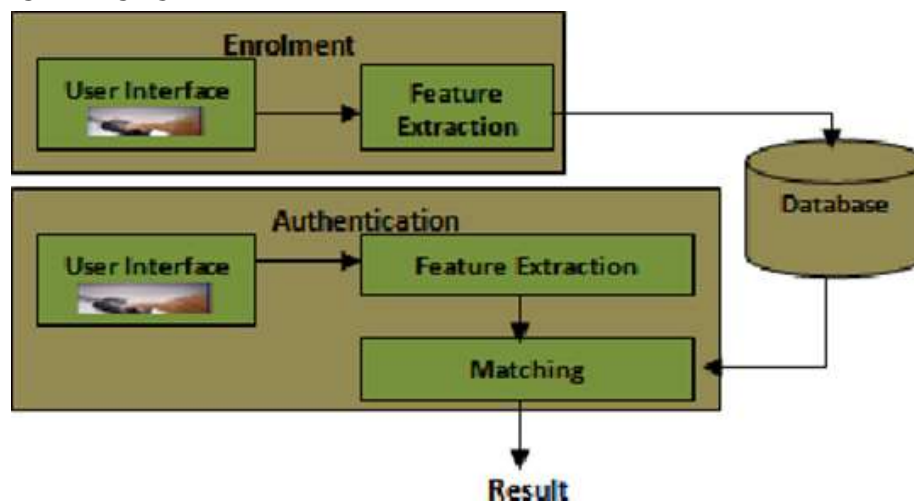 Enrolment
User Interface
Feature
Extraction
Database
Authentication
User Interface
Feature Extraction
Matching
Result